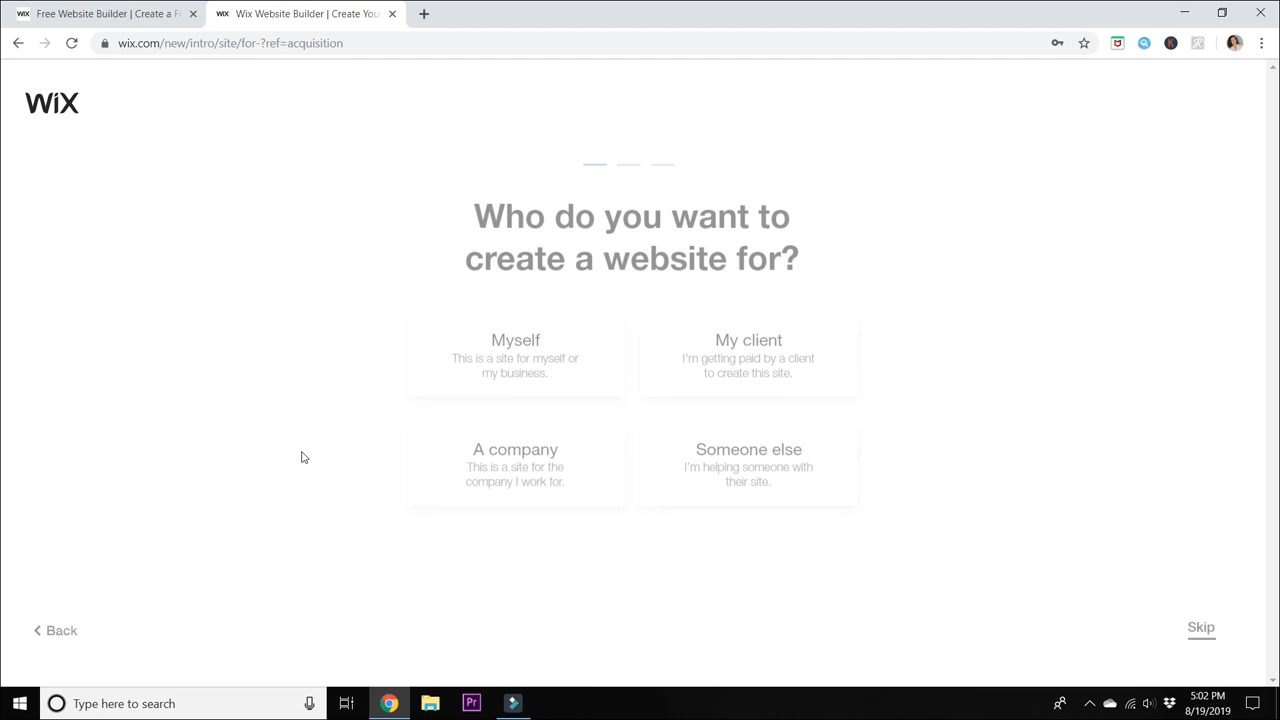 WiX Free Website Builder | Create a F
WiX Wix Website Builder | Create You
wix.com/new/intro/site/for-?ref=acquisition
WiX
Who do you want to
create a website for?
Myself
This is a site for myself or
my business.
My client
I'm getting paid by a client
to create this site.
A company
This is a site for the
company I work for.
Someone else
I'm helping someone with
their site.
Back
Skip
Type here to search
Pr
5:02 PM
8/19/2019